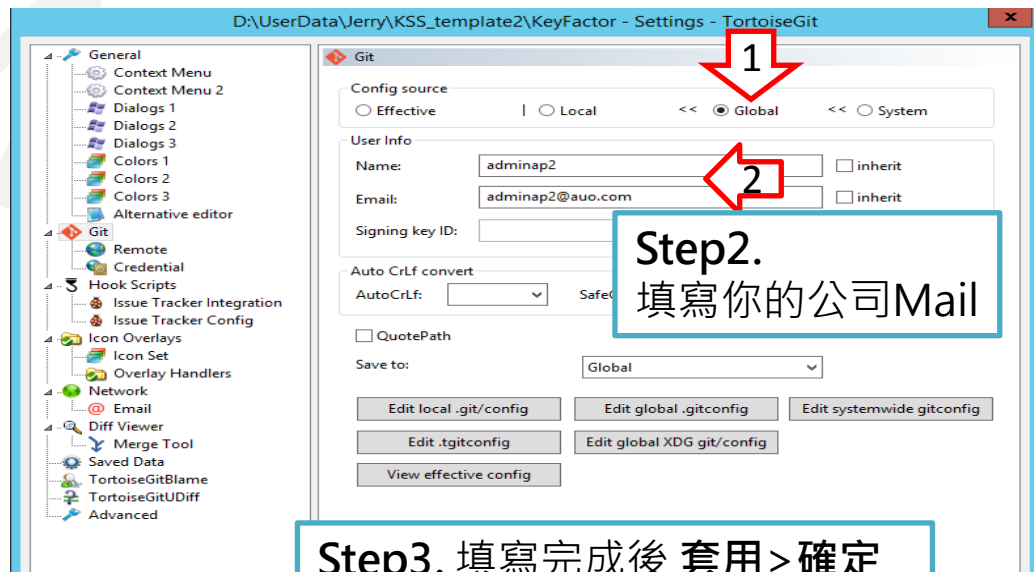 D:\UserData\Jerry\KSS_template2\KeyFactor - Settings - TortoiseGit
x
General
Context Menu
Context Menu 2
Dialogs 1
Dialogs 2
Dialogs 3
Colors 1
Colors 2
Colors 3
Alternative editor
Git
Remote
Credential
Hook Scripts
Issue Tracker Integration
Issue Tracker Config
Icon Overlays
Icon Set
Overlay Handlers
Network
Email
Diff Viewer
Merge Tool
Saved Data
TortoiseGitBlame
TortoiseGitUDiff
Advanced
Git
1
Config source
Effective | Local << Global << System
User Info
Name: adminap2 inherit
2
Email: adminap2@auo.com inherit
Signing key ID:
Step2.
填寫你的公司Mail
Auto CrLf convert
AutoCrLf:
QuotePath
Save to: Global
Edit local .git/config Edit global .gitconfig Edit systemwide gitconfig
Edit .tgitconfig Edit global XDG git/config
View effective config
Step3. 填寫完成後 套用>確定